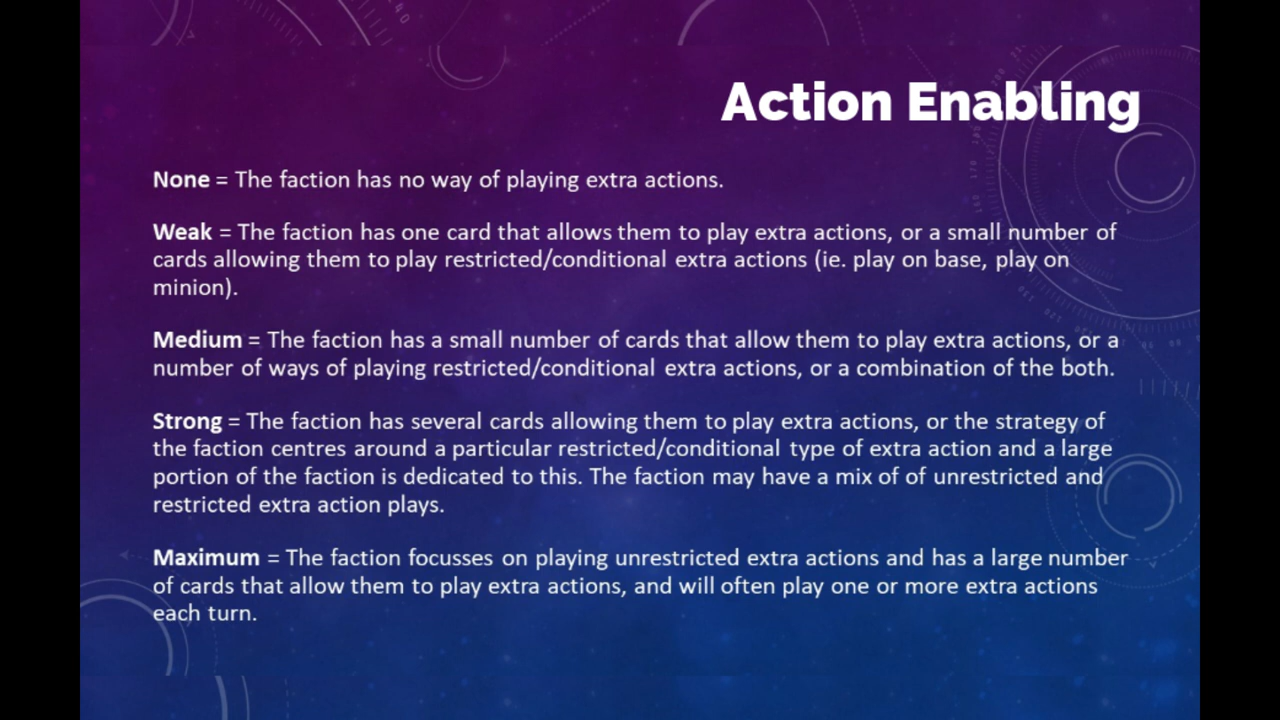 Action Enabling
None = The faction has no way of playing extra actions.
Weak = The faction has one card that allows them to play extra actions, or a small number of
cards allowing them to play restricted/conditional extra actions (ie. play on base, play on
minion).
Medium = The faction has a small number of cards that allow them to play extra actions, or a
number of ways of playing restricted/conditional extra actions, or a combination of the both.
Strong = The faction has several cards allowing them to play extra actions, or the strategy of
the faction centres around a particular restricted/conditional type of extra action and a large
portion of the faction is dedicated to this. The faction may have a mix of of unrestricted and
restricted extra action plays.
Maximum = The faction focusses on playing unrestricted extra actions and has a large number
of cards that allow them to play extra actions, and will often play one or more extra actions
each turn.